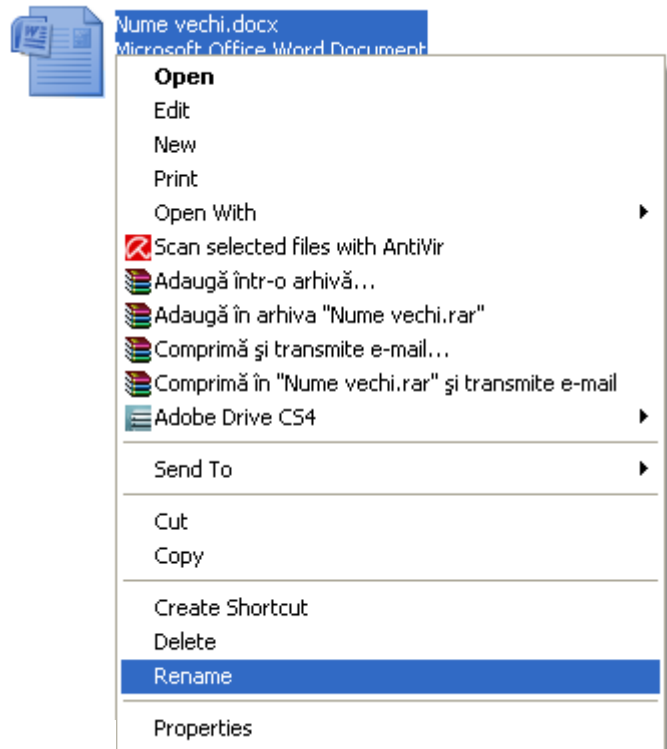 Nume vechi.docx
Microsoft Office Word Document
Open
Edit
New
Print
Open With
Scan selected files with AntiVir
Adaugă într-o arhivă...
Adaugă în arhiva "Nume vechi.rar"
Comprimă şi transmite e-mail...
Comprimă în "Nume vechi.rar" şi transmite e-mail
Adobe Drive CS4
Send To
Cut
Copy
Create Shortcut
Delete
Rename
Properties